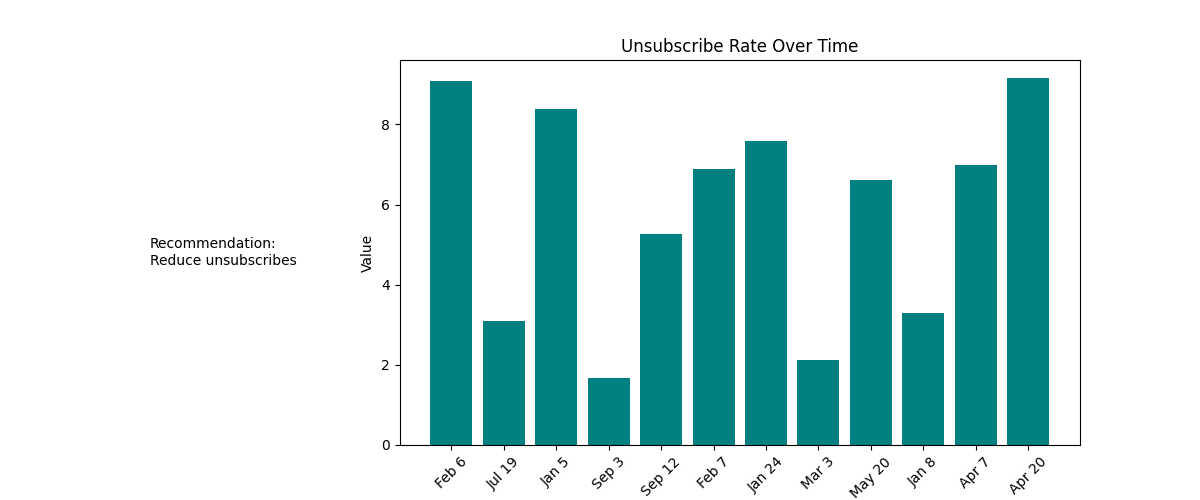 Unsubscribe Rate Over Time
Recommendation:
Reduce unsubscribes
Value
8
6
4
2
0
Feb 6
Jul 19
Jan 5
Sep 3
Sep 12
Feb 7
Jan 24
Mar 3
May 20
Jan 8
Apr 7
Apr 20